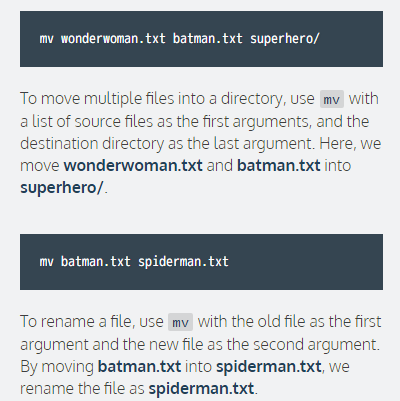 mv wonderwoman.txt batman.txt superhero/
To move multiple files into a directory, use mv with
a list of source files as the first arguments, and the
destination directory as the last argument. Here, we
move wonderwoman.txt and batman.txt into
superhero/.
mv batman.txt spiderman.txt
To rename a file, use mv with the old file as the first
argument and the new file as the second argument.
By moving batman.txt into spiderman.txt, we
rename the file as spiderman.txt.